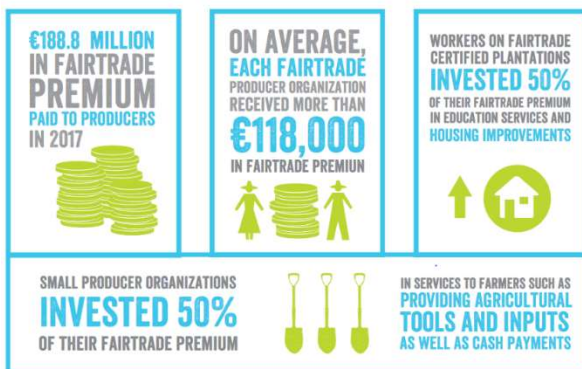 €188.8 MILLION
IN FAIRTRADE
PREMIUM
PAID TO PRODUCERS
IN 2017
ON AVERAGE,
EACH FAIRTRADE
PRODUCER ORGANIZATION
RECEIVED MORE THAN
€118,000
IN FAIRTRADE PREMIUN
WORKERS ON FAIRTRADE
CERTIFIED PLANTATIONS
INVESTED 50%
OF THEIR FAIRTRADE PREMIUM
IN EDUCATION SERVICES AND
HOUSING IMPROVEMENTS
SMALL PRODUCER ORGANIZATIONS
INVESTED 50%
OF THEIR FAIRTRADE PREMIUM
IN SERVICES TO FARMERS SUCH AS
PROVIDING AGRICULTURAL
TOOLS AND INPUTS
AS WELL AS CASH PAYMENTS